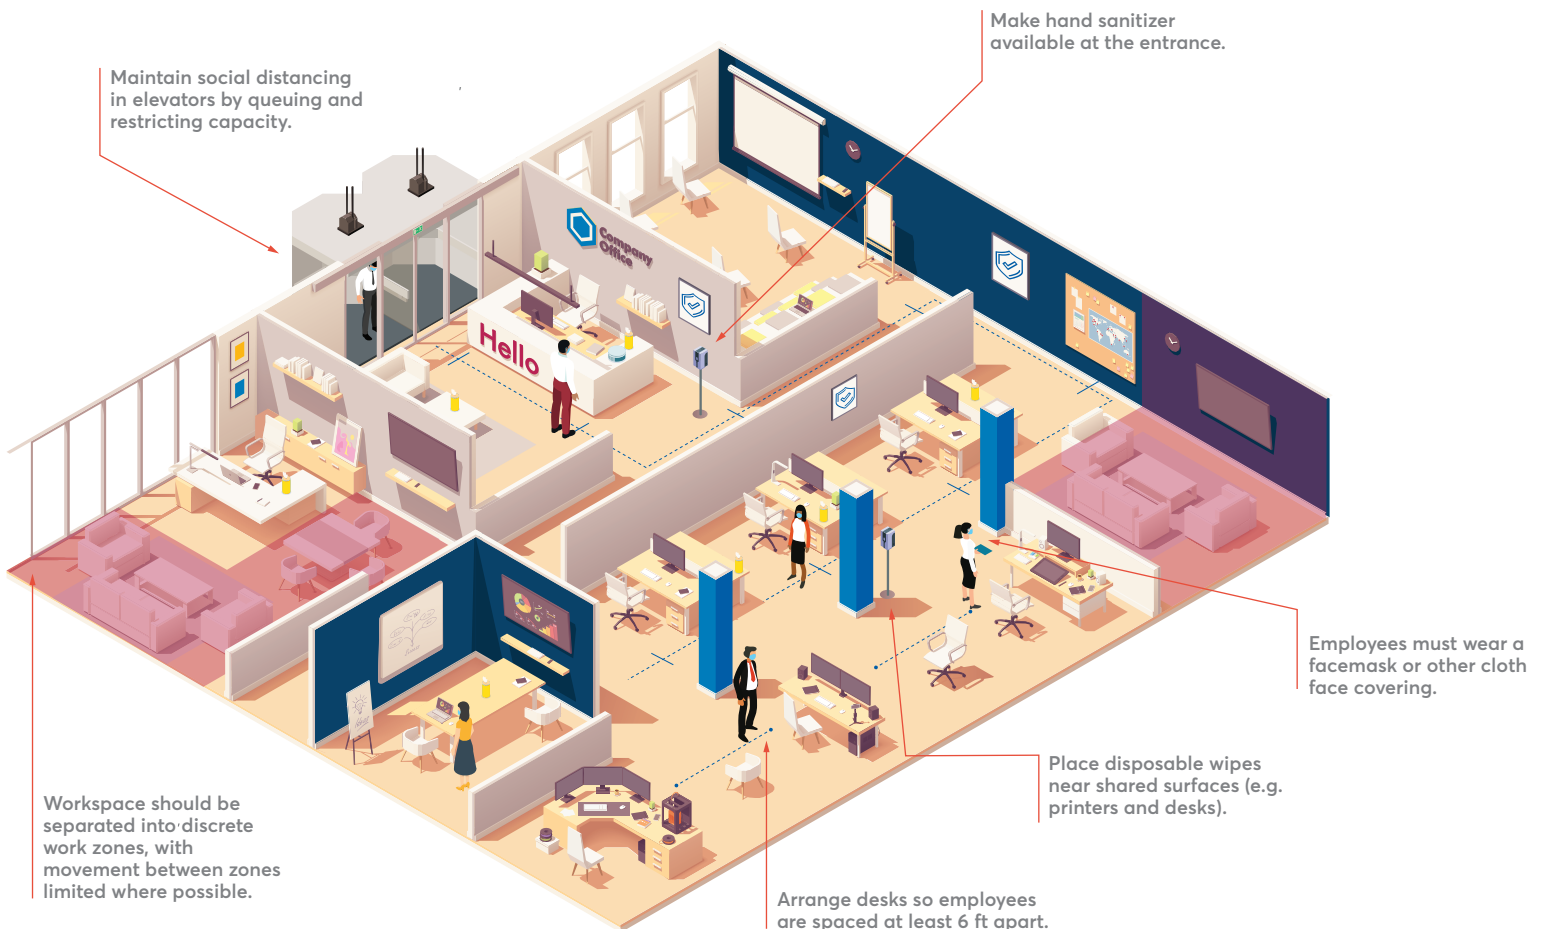 Make hand sanitizer
available at the entrance.
Maintain social distancing
in elevators by queuing and
restricting capacity.
Company
Office
Hello
Employees must wear a
facemask or other cloth
face covering.
Place disposable wipes
near shared surfaces (e.g.
printers and desks).
Workspace should be
separated into discrete
work zones, with
movement between zones
limited where possible.
Arrange desks so employees
are spaced at least 6 ft apart.